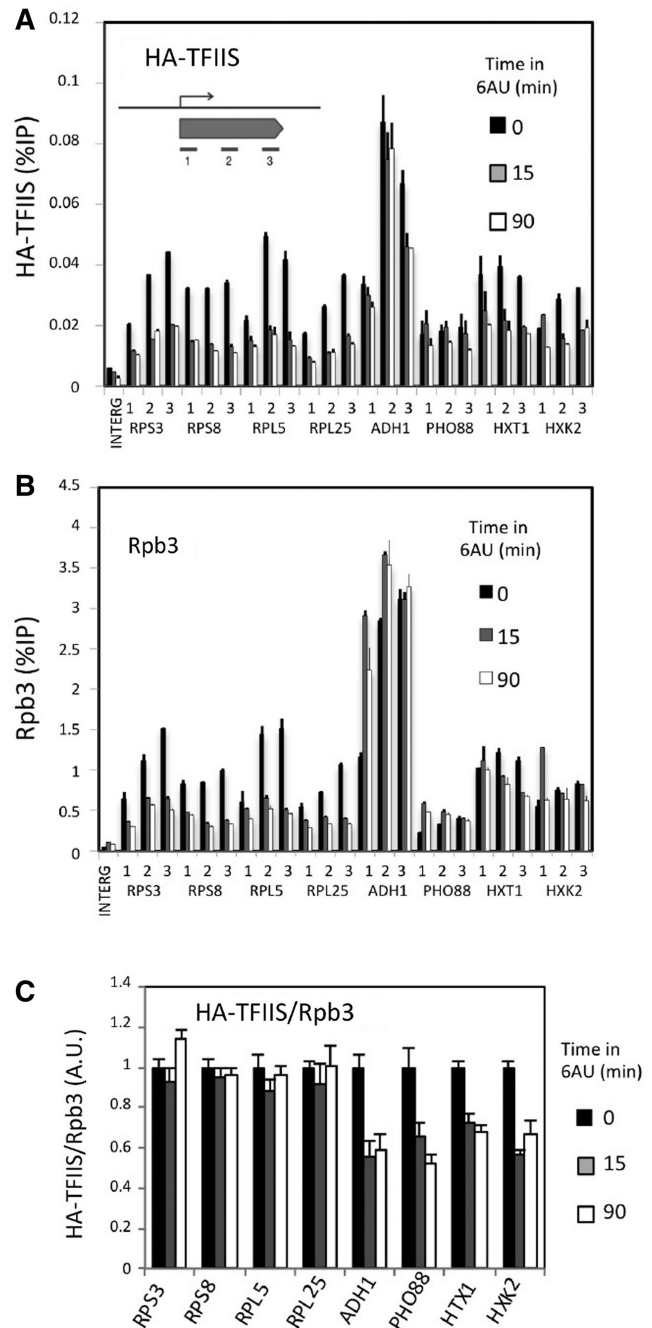 A
HA-TFIIS (%IP)
0.12
0.1
0.08
0.06
0.04
0.02
0
HA-TFIIS
1 2 3
Time in
6AU (min)
0
15
90
INTERG
1 2 3 1 2 3 1 2 3 1 2 3 1 2 3 1 2 3 1 2 3 1 2 3
RPS3 RPS8 RPL5 RPL25 ADH1 PHO88 HXT1 HXK2
B
Rpb3 (%IP)
4.5
4
3.5
3
2.5
2
1.5
1
0.5
0
Rpb3
Time in
6AU (min)
0
15
90
INTERG
1 2 3 1 2 3 1 2 3 1 2 3 1 2 3 1 2 3 1 2 3 1 2 3
RPS3 RPS8 RPL5 RPL25 ADH1 PHO88 HXT1 HXK2
C
HA-TFIIS/Rpb3 (A.U.)
1.4
1.2
1
0.8
0.6
0.4
0.2
0
HA-TFIIS/Rpb3
Time in
6AU (min)
0
15
90
RPS3 RPS8 RPL5 RPL25 ADH1 PHO88 HTX1 HXK2